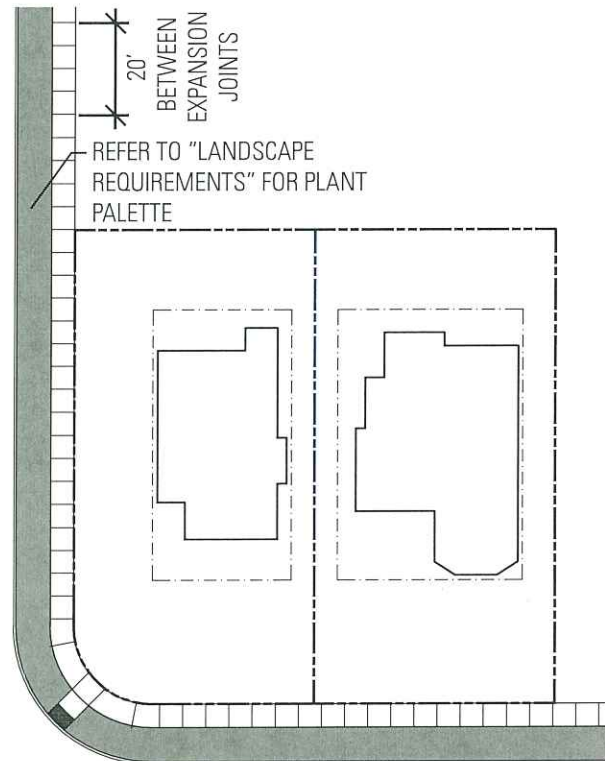 20'
BETWEEN
EXPANSION
JOINTS
REFER TO "LANDSCAPE
REQUIREMENTS" FOR PLANT
PALETTE